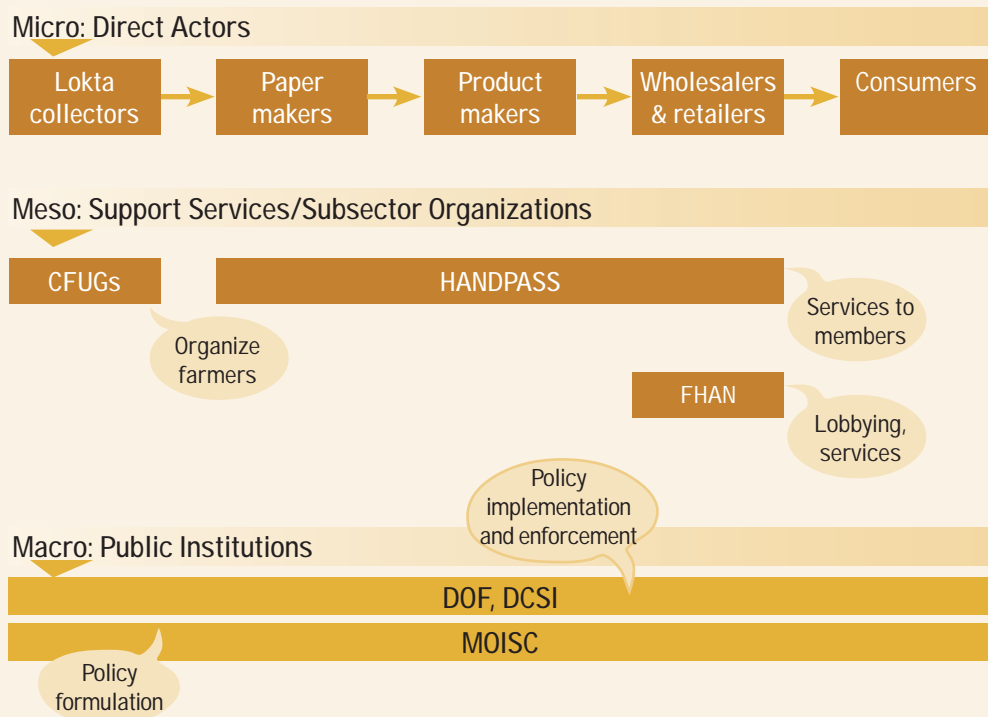 Micro: Direct Actors
Lokta
collectors
Paper
makers
Product
makers
Wholesalers
& retailers
Consumers
Meso: Support Services/Subsector Organizations
CFUGs
HANDPASS
Services to
members
Organize
farmers
FHAN
Lobbying,
services
Policy
implementation
and enforcement
Macro: Public Institutions
DOF, DCSI
MOISC
Policy
formulation